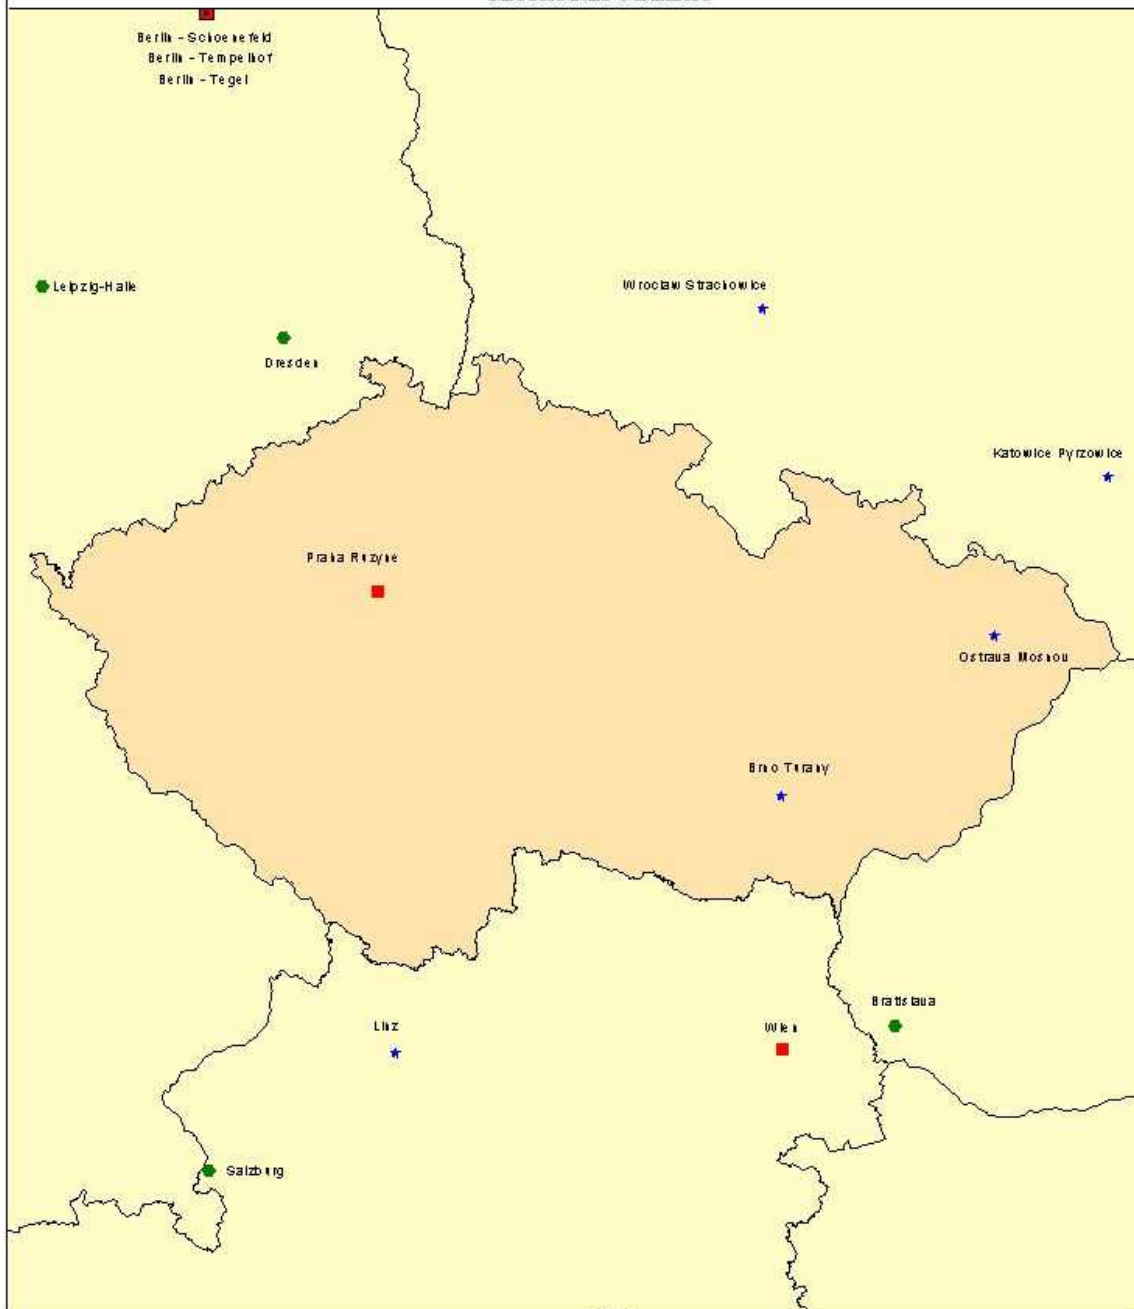 Berlin - Schoenefeld
Berlin - Tempelhof
Berlin - Tegel
Leipzig-Halle
Wroclaw Strachowice
Dresden
Katowice Pyrzowice
Praha Ruzyne
Ostrava Mosnov
Brno Turany
Bratislava
Linz
Wien
Salzburg